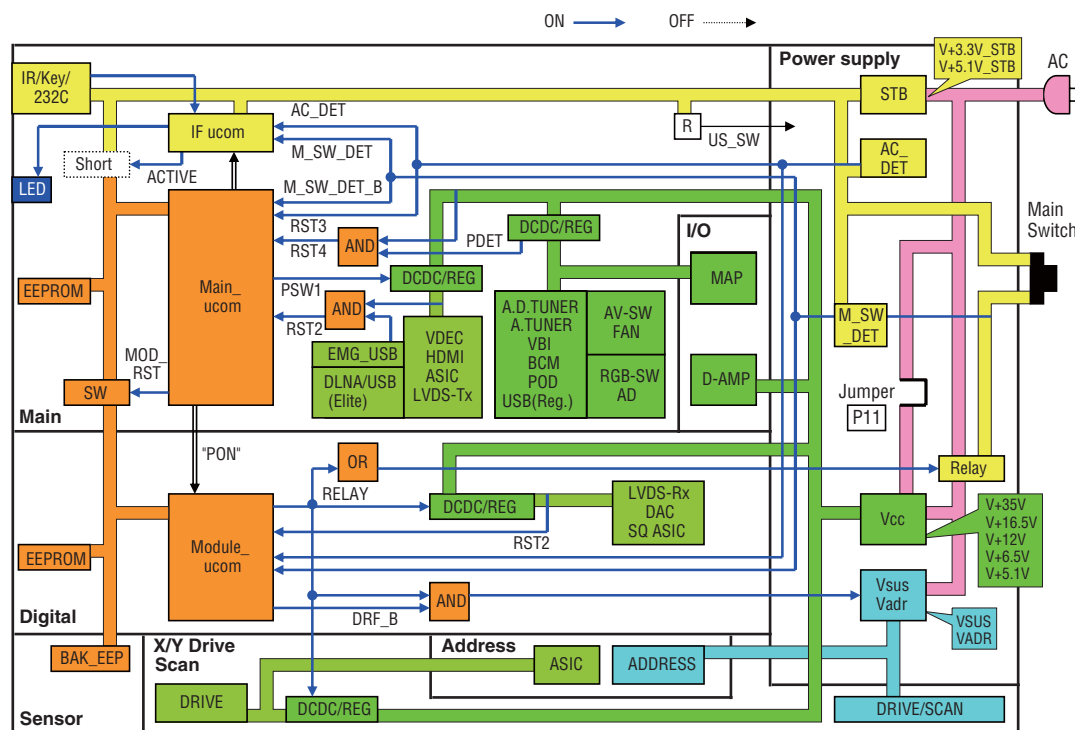 ON
OFF
Power supply
V+3.3V_STB
V+5.1V_STB
AC
IR/Key/
232C
STB
AC_DET
IF ucom
R
US_SW
Short
M_SW_DET
AC_
DET
LED
ACTIVE
M_SW_DET_B
Main
Switch
RST3
RST4
AND
PDET
DCDC/REG
I/O
Main_
ucom
EEPROM
PSW1
DCDC/REG
MAP
RST2
AND
A.D.TUNER
A.TUNER
VBI
BCM
POD
USB(Reg.)
AV-SW
FAN
M_SW
_DET
VDEC
HDMI
ASIC
LVDS-Tx
EMG_USB
DLNA/USB
(Elite)
RGB-SW
AD
D-AMP
MOD_
RST
SW
Jumper
P11
Main
"PON"
OR
Relay
RELAY
DCDC/REG
LVDS-Rx
DAC
SQ ASIC
Vcc
V+35V
V+16.5V
V+12V
V+6.5V
V+5.1V
RST2
EEPROM
Module_
ucom
AND
DRF_B
Vsus
Vadr
VSUS
VADR
Digital
BAK_EEP
X/Y Drive
Scan
Address
ASIC
ADDRESS
DRIVE
DCDC/REG
DRIVE/SCAN
Sensor